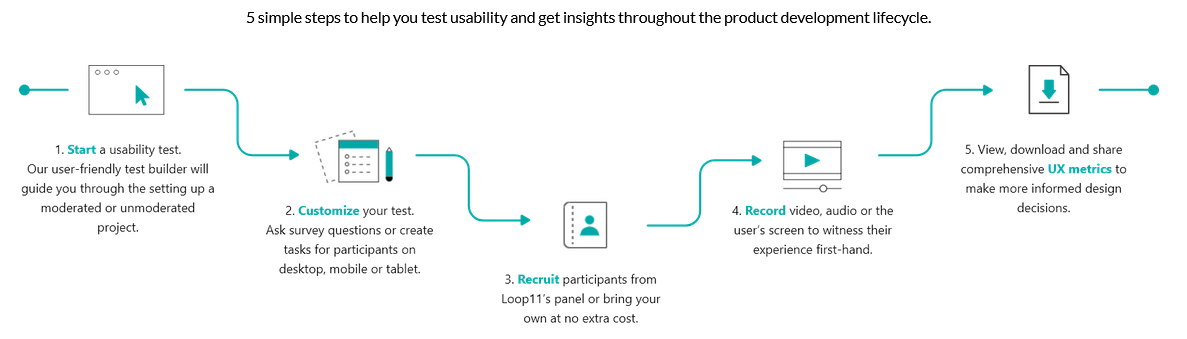 5 simple steps to help you test usability and get insights throughout the product development lifecycle.
1. Start a usability test.
Our user-friendly test builder will
guide you through the setting up a
moderated or unmoderated
project.
2. Customize your test.
Ask survey questions or create
tasks for participants on
desktop, mobile or tablet.
3. Recruit participants from
Loop11's panel or bring your
own at no extra cost.
4. Record video, audio or the
user's screen to witness their
experience first-hand.
5. View, download and share
comprehensive UX metrics to
make more informed design
decisions.